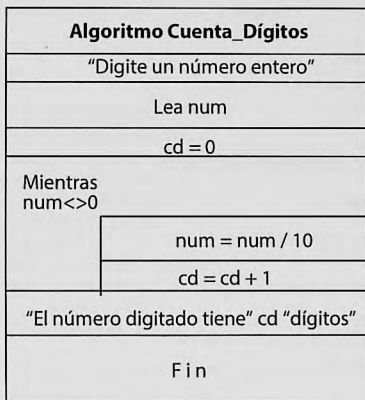 Algoritmo Cuenta_Dígitos
“Digite un número entero”
Lea num
cd = 0
Mientras
num<>0
num = num / 10
cd = cd + 1
“El número digitado tiene” cd “dígitos”
F i n